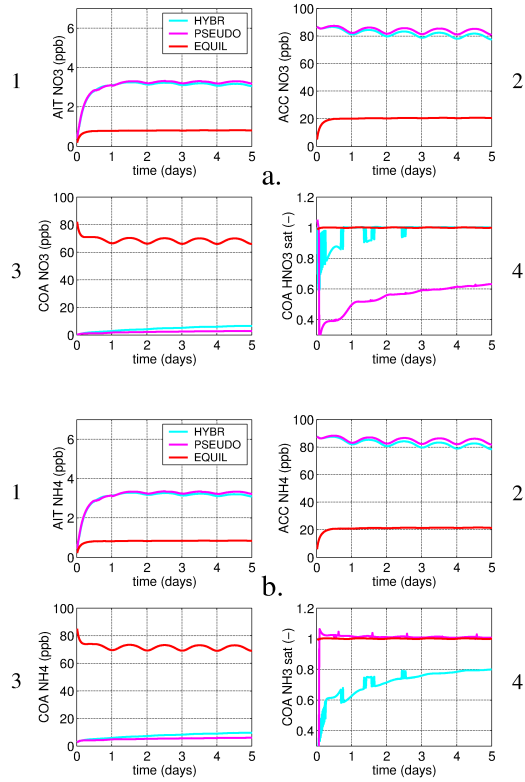 1
AIT NO3 (ppb)
6
4
2
0
HYBR
PSEUDO
EQUIL
0 1 2 3 4 5
time (days)
ACC NO3 (ppb)
100
80
60
40
20
0
0 1 2 3 4 5
time (days)
2
a.
3
COA NO3 (ppb)
100
80
60
40
20
0
0 1 2 3 4 5
time (days)
COA HNO3 sat (−)
1.2
1
0.8
0.6
0.4
0 1 2 3 4 5
time (days)
4
1
AIT NH4 (ppb)
6
4
2
0
HYBR
PSEUDO
EQUIL
0 1 2 3 4 5
time (days)
ACC NH4 (ppb)
100
80
60
40
20
0
0 1 2 3 4 5
time (days)
2
b.
3
COA NH4 (ppb)
100
80
60
40
20
0
0 1 2 3 4 5
time (days)
COA NH3 sat (−)
1.2
1
0.8
0.6
0.4
0 1 2 3 4 5
time (days)
4